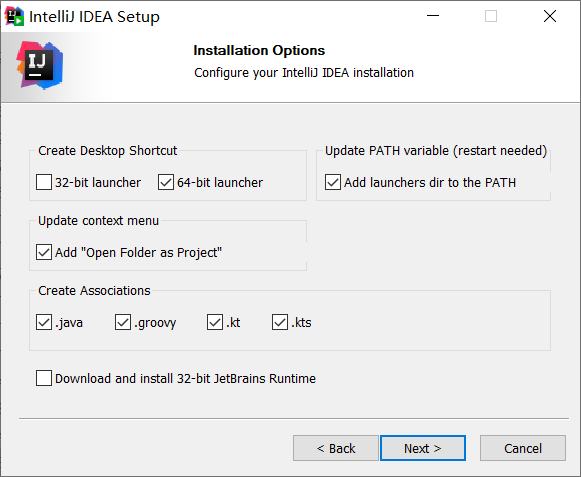 IntelliJ IDEA Setup
IJ
Installation Options
Configure your IntelliJ IDEA installation
Create Desktop Shortcut
Update PATH variable (restart needed)
32-bit launcher
64-bit launcher
Add launchers dir to the PATH
Update context menu
Add "Open Folder as Project"
Create Associations
.java
.groovy
.kt
.kts
Download and install 32-bit JetBrains Runtime
< Back
Next >
Cancel